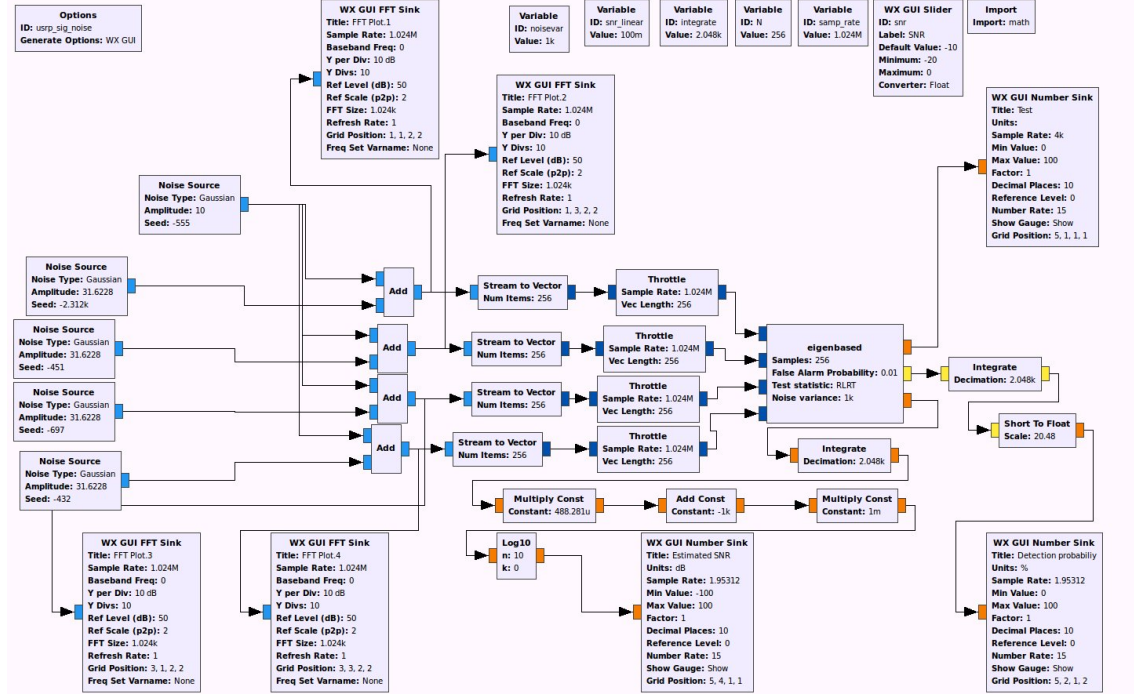 Options
ID: usrp_sig_noise
Generate Options: WX GUI
WX GUI FFT Sink
Title: FFT Plot.1
Sample Rate: 1.024M
Baseband Freq: 0
Y per Div: 10 dB
Y Divs: 10
Ref Level (dB): 50
Ref Scale (p2p): 2
FFT Size: 1.024k
Refresh Rate: 1
Grid Position: 1, 1, 2, 2
Freq Set Varname: None
Variable
ID: noisevar
Value: 1k
Variable
ID: snr_linear
Value: 100m
Variable
ID: integrate
Value: 2.048k
Variable
ID: N
Value: 256
Variable
ID: samp_rate
Value: 1.024M
WX GUI Slider
ID: snr
Label: SNR
Default Value: -10
Minimum: -20
Maximum: 0
Converter: Float
Import
Import: math
WX GUI FFT Sink
Title: FFT Plot.2
Sample Rate: 1.024M
Baseband Freq: 0
Y per Div: 10 dB
Y Divs: 10
Ref Level (dB): 50
Ref Scale (p2p): 2
FFT Size: 1.024k
Refresh Rate: 1
Grid Position: 1, 3, 2, 2
Freq Set Varname: None
WX GUI Number Sink
Title: Test
Units:
Sample Rate: 4k
Min Value: 0
Max Value: 100
Factor: 1
Decimal Places: 10
Reference Level: 0
Number Rate: 15
Show Gauge: Show
Grid Position: 5, 1, 1, 1
Noise Source
Noise Type: Gaussian
Amplitude: 10
Seed: -555
Noise Source
Noise Type: Gaussian
Amplitude: 31.6228
Seed: -2.312k
Add
Stream to Vector
Num Items: 256
Throttle
Sample Rate: 1.024M
Vec Length: 256
Noise Source
Noise Type: Gaussian
Amplitude: 31.6228
Seed: -451
Add
Stream to Vector
Num Items: 256
Throttle
Sample Rate: 1.024M
Vec Length: 256
eigenbased
Samples: 256
False Alarm Probability: 0.01
Test statistic: RLRT
Noise variance: 1k
Integrate
Decimation: 2.048k
Noise Source
Noise Type: Gaussian
Amplitude: 31.6228
Seed: -697
Add
Stream to Vector
Num Items: 256
Throttle
Sample Rate: 1.024M
Vec Length: 256
Short To Float
Scale: 20.48
Noise Source
Noise Type: Gaussian
Amplitude: 31.6228
Seed: -432
Add
Stream to Vector
Num Items: 256
Throttle
Sample Rate: 1.024M
Vec Length: 256
Integrate
Decimation: 2.048k
Multiply Const
Constant: 488.281u
Add Const
Constant: -1k
Multiply Const
Constant: 1m
Log10
n: 10
k: 0
WX GUI FFT Sink
Title: FFT Plot.3
Sample Rate: 1.024M
Baseband Freq: 0
Y per Div: 10 dB
Y Divs: 10
Ref Level (dB): 50
Ref Scale (p2p): 2
FFT Size: 1.024k
Refresh Rate: 1
Grid Position: 3, 1, 2, 2
Freq Set Varname: None
WX GUI FFT Sink
Title: FFT Plot.4
Sample Rate: 1.024M
Baseband Freq: 0
Y per Div: 10 dB
Y Divs: 10
Ref Level (dB): 50
Ref Scale (p2p): 2
FFT Size: 1.024k
Refresh Rate: 1
Grid Position: 3, 3, 2, 2
Freq Set Varname: None
WX GUI Number Sink
Title: Estimated SNR
Units: dB
Sample Rate: 1.95312
Min Value: -100
Max Value: 100
Factor: 1
Decimal Places: 10
Reference Level: 0
Number Rate: 15
Show Gauge: Show
Grid Position: 5, 4, 1, 1
WX GUI Number Sink
Title: Detection probabiliy
Units: %
Sample Rate: 1.95312
Min Value: 0
Max Value: 100
Factor: 1
Decimal Places: 10
Reference Level: 0
Number Rate: 15
Show Gauge: Show
Grid Position: 5, 2, 1, 2